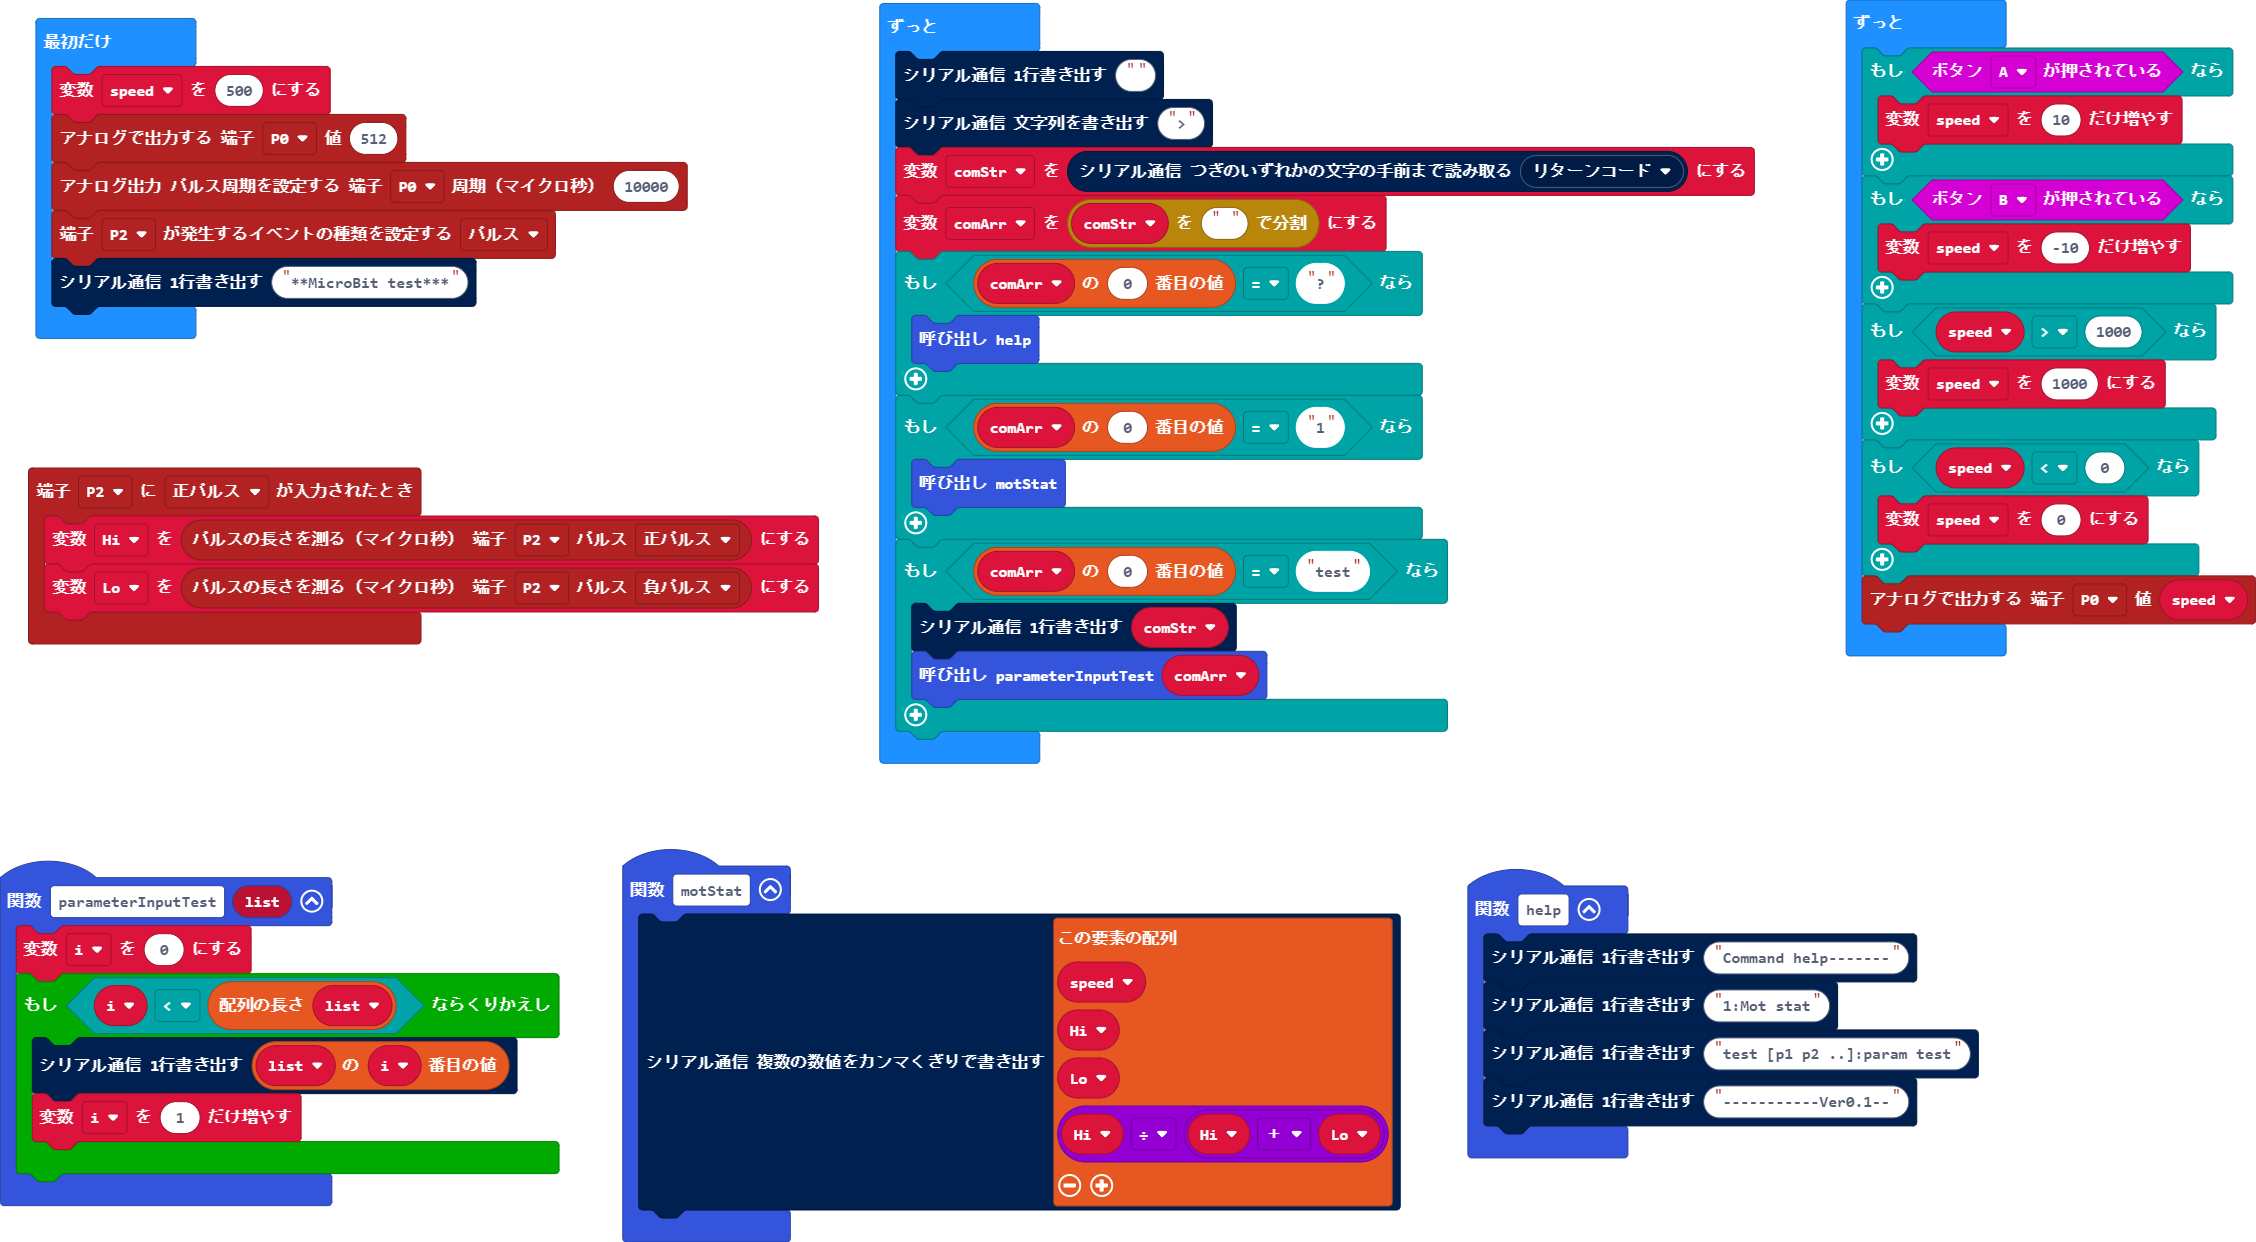 最初だけ
変数 speed を 500 にする
アナログで出力する 端子 P0 値 512
アナログ出力 パルス周期を設定する 端子 P0 周期（マイクロ秒） 10000
端子 P2 が発生するイベントの種類を設定する パルス
シリアル通信 1行書き出す "**MicroBit test***"
端子 P2 に 正パルス が入力されたとき
変数 Hi を パルスの長さを測る（マイクロ秒） 端子 P2 パルス 正パルス にする
変数 Lo を パルスの長さを測る（マイクロ秒） 端子 P2 パルス 負パルス にする
ずっと
シリアル通信 1行書き出す ""
シリアル通信 文字列を書き出す ">"
変数 comStr を シリアル通信 つぎのいずれかの文字の手前まで読み取る リターンコード にする
変数 comArr を comStr を " " で分割 にする
もし comArr の 0 番目の値 = "?" なら
呼び出し help
もし comArr の 0 番目の値 = "1" なら
呼び出し motStat
もし comArr の 0 番目の値 = "test" なら
シリアル通信 1行書き出す comStr
呼び出し parameterInputTest comArr
ずっと
もし ボタン A が押されている なら
変数 speed を 10 だけ増やす
もし ボタン B が押されている なら
変数 speed を -10 だけ増やす
もし speed > 1000 なら
変数 speed を 1000 にする
もし speed < 0 なら
変数 speed を 0 にする
アナログで出力する 端子 P0 値 speed
関数 parameterInputTest list
変数 i を 0 にする
もし i < 配列の長さ list ならくりかえし
シリアル通信 1行書き出す list の i 番目の値
変数 i を 1 だけ増やす
関数 motStat
シリアル通信 複数の数値をカンマくぎりで書き出す
この要素の配列
speed
Hi
Lo
Hi ÷ Hi + Lo
関数 help
シリアル通信 1行書き出す "Command help-------"
シリアル通信 1行書き出す "1:Mot stat"
シリアル通信 1行書き出す "test [p1 p2 ..]:param test"
シリアル通信 1行書き出す "-----------Ver0.1--"